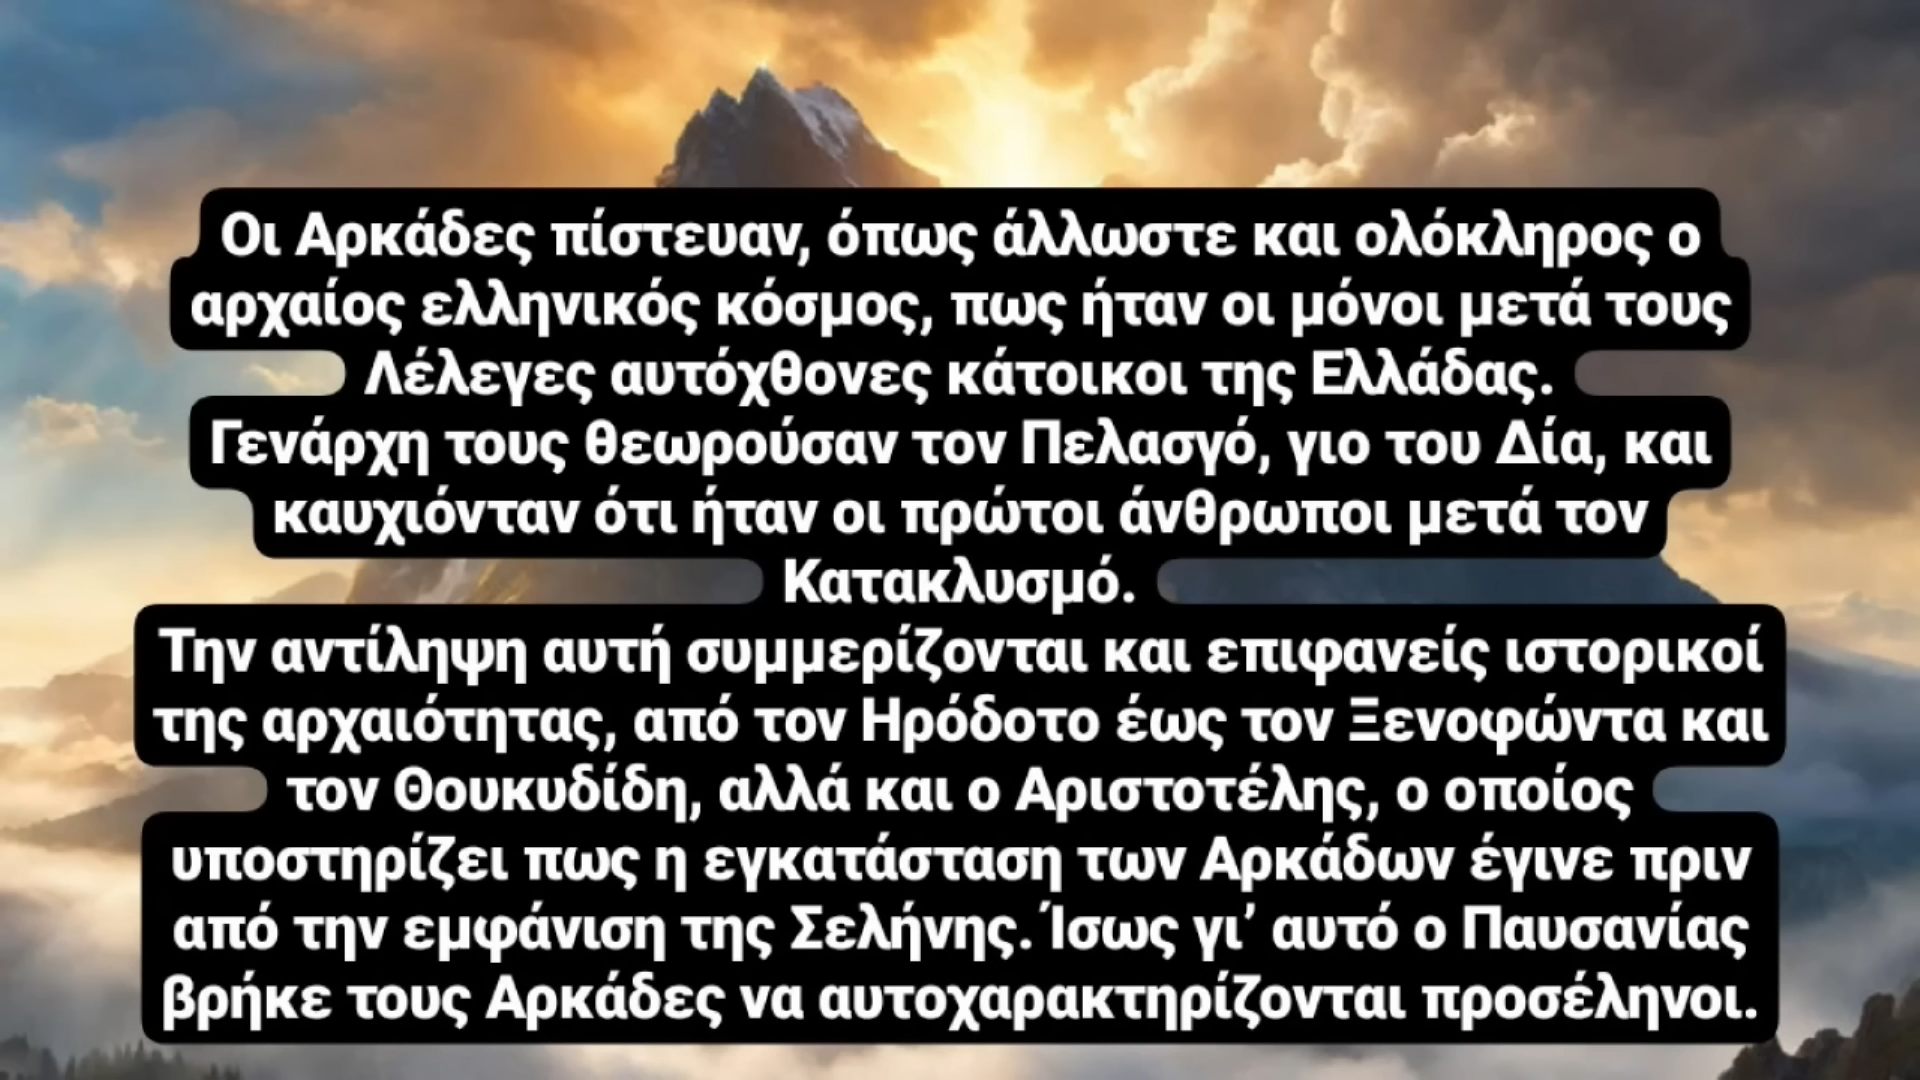 Οι Αρκάδες πίστευαν, όπως άλλωστε και ολόκληρος ο
αρχαίος ελληνικός κόσμος, πως ήταν οι μόνοι μετά τους
Λέλεγες αυτόχθονες κάτοικοι της Ελλάδας.
Γενάρχη τους θεωρούσαν τον Πελασγό, γιο του Δία, και
καυχιόνταν ότι ήταν οι πρώτοι άνθρωποι μετά τον
Κατακλυσμό.
Την αντίληψη αυτή συμμερίζονται και επιφανείς ιστορικοί
της αρχαιότητας, από τον Ηρόδοτο έως τον Ξενοφώντα και
τον Θουκυδίδη, αλλά και ο Αριστοτέλης, ο οποίος
υποστηρίζει πως η εγκατάσταση των Αρκάδων έγινε πριν
από την εμφάνιση της Σελήνης. Ίσως γι’ αυτό ο Παυσανίας
βρήκε τους Αρκάδες να αυτοχαρακτηρίζονται προσέληνοι.